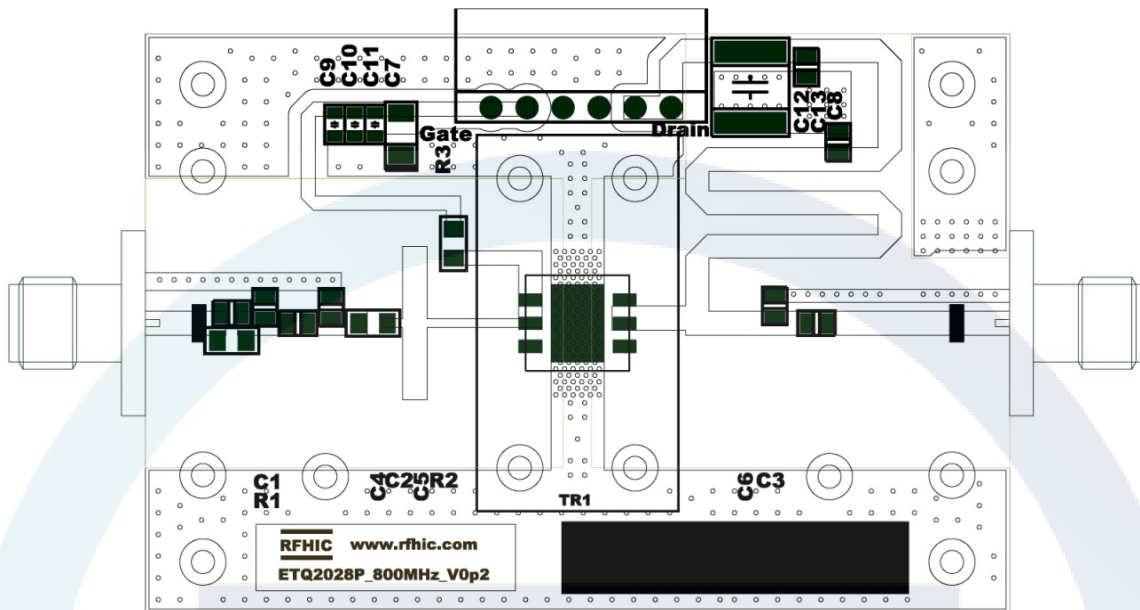 C9
C10
C11
C7
Gate
R3
Drain
C12
C13
C8
C1
R1
C4
C2
C5
R2
TR1
C6
C3
RFHIC www.rfhic.com
ETQ2028P_800MHz_V0p2